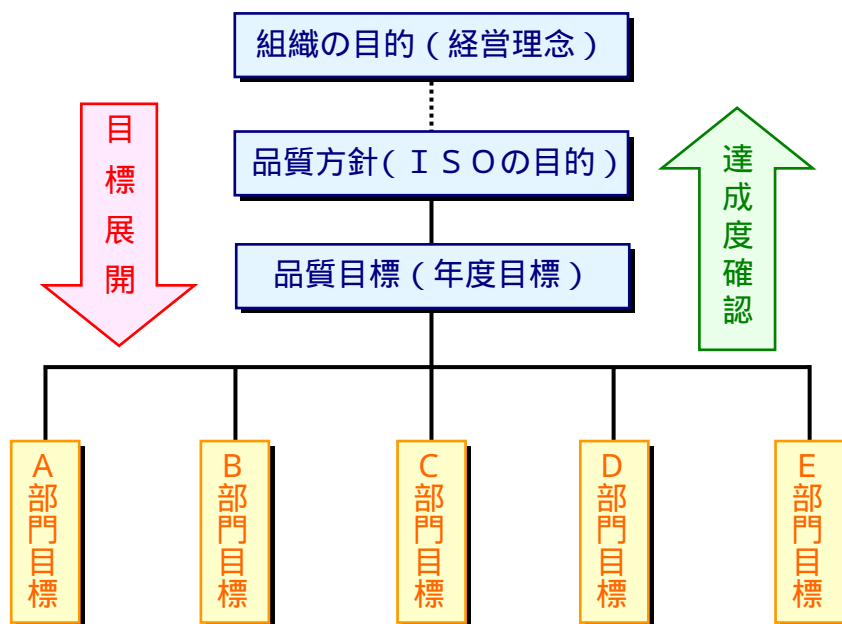 組織の目的（経営理念）
品質方針（ＩＳＯの目的）
品質目標（年度目標）
目標展開
達成度確認
A部門目標
B部門目標
C部門目標
D部門目標
E部門目標